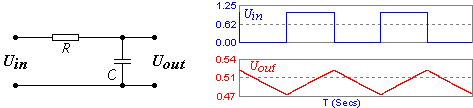 R
Uin
C
Uout
1.25
Uin
0.62
0.00
0.54
Uout
0.51
0.47
T (Secs)